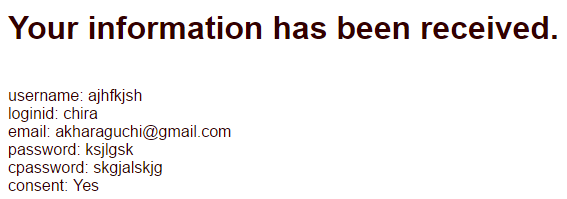 Your information has been received.
username: ajhfkjsh
loginid: chira
email: akharaguchi@gmail.com
password: ksjlgsk
cpassword: skgjalskjg
consent: Yes